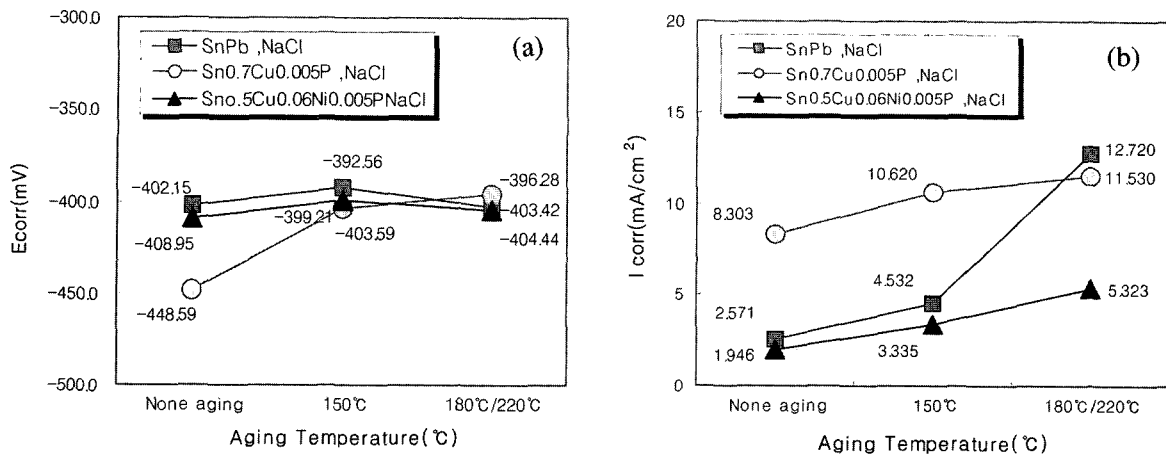 -300.0
-350.0
-400.0
-450.0
-500.0
Ecorr(mV)
SnPb ,NaCl
Sn0.7Cu0.005P ,NaCl
Sno.5Cu0.06Ni0.005PNaCl
(a)
-402.15
-392.56
-396.28
-399.21
-403.42
-408.95
-403.59
-404.44
-448.59
None aging
150℃
180℃/220℃
Aging Temperature(℃)
20
15
10
5
0
I corr(mA/cm²)
SnPb ,NaCl
Sn0.7Cu0.005P ,NaCl
Sn0.5Cu0.06Ni0.005P ,NaCl
(b)
12.720
10.620
11.530
8.303
4.532
5.323
2.571
1.946
3.335
None aging
150℃
180℃/220℃
Aging Temperature(℃)